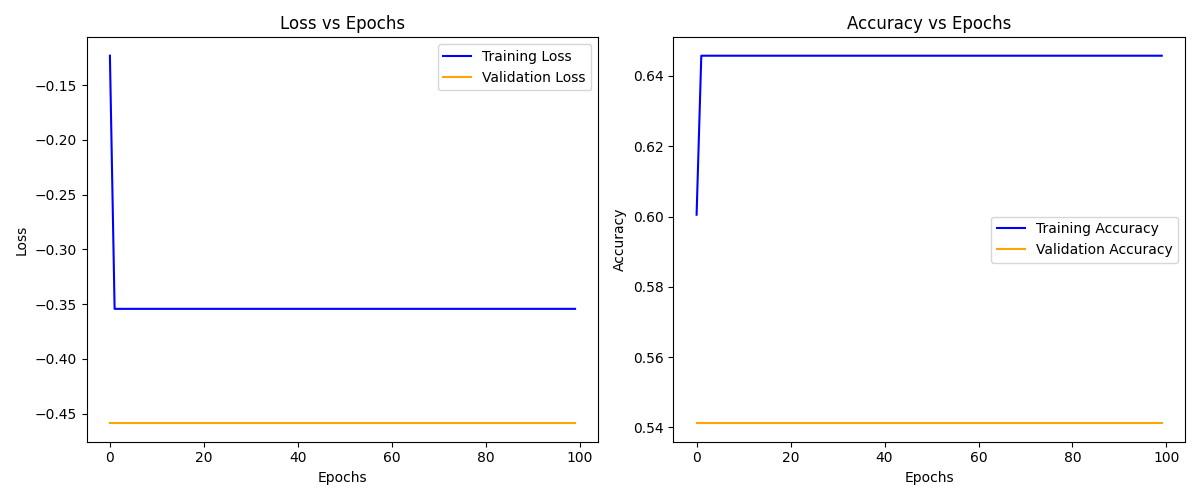 Loss vs Epochs
Training Loss
Validation Loss
−0.15
−0.20
−0.25
−0.30
−0.35
−0.40
−0.45
Loss
0 20 40 60 80 100
Epochs
Accuracy vs Epochs
Training Accuracy
Validation Accuracy
0.64
0.62
0.60
0.58
0.56
0.54
Accuracy
0 20 40 60 80 100
Epochs